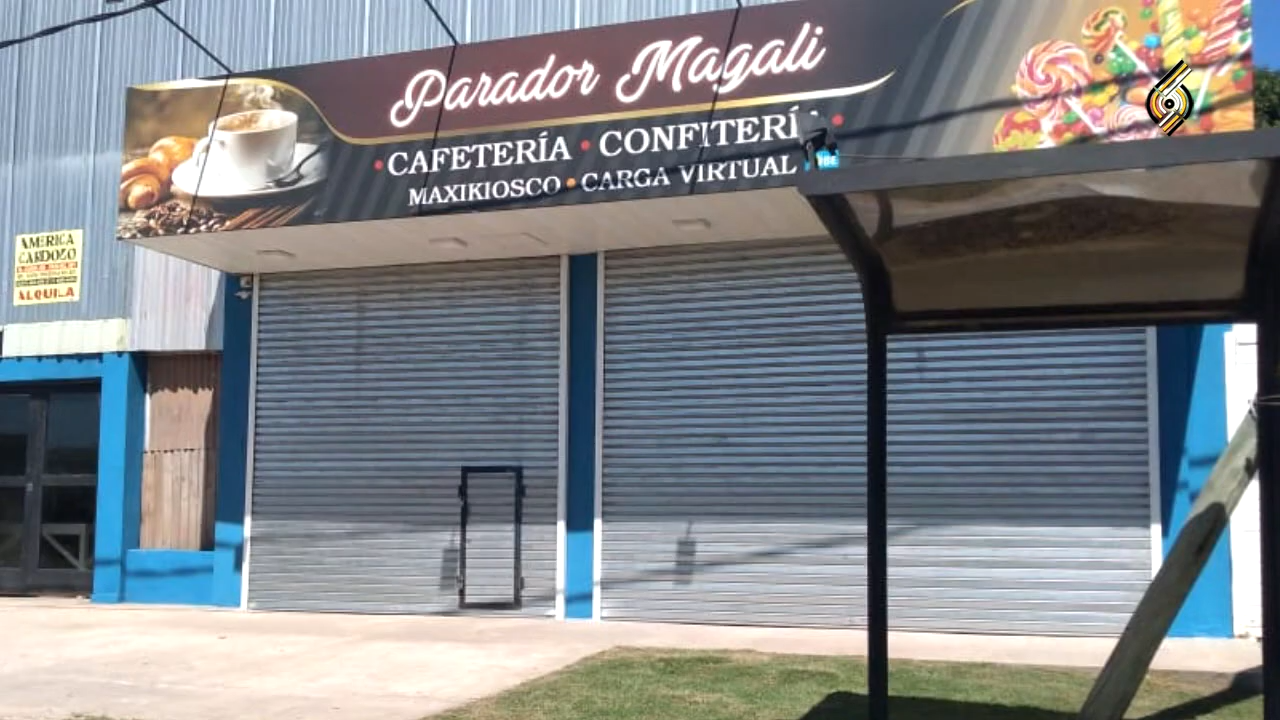 Parador Magali
• CAFETERÍA • CONFITERÍA •
MAXIKIOSCO • CARGA VIRTUAL
AMERICA
CARDOZO
ALQUILA